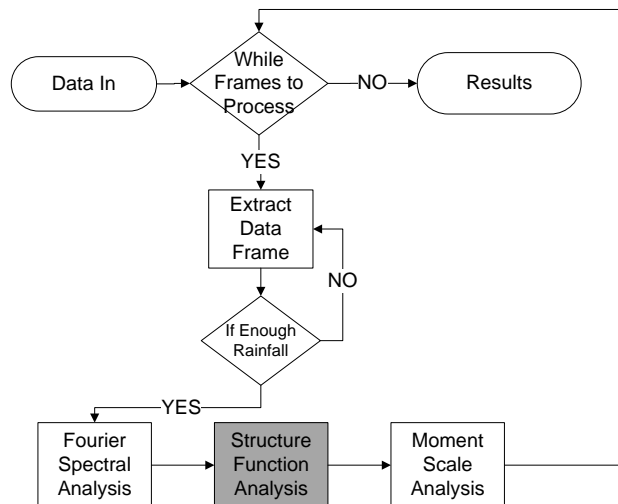 Data In
While
Frames to
Process
NO
Results
YES
Extract
Data
Frame
NO
If Enough
Rainfall
YES
Fourier
Spectral
Analysis
Structure
Function
Analysis
Moment
Scale
Analysis